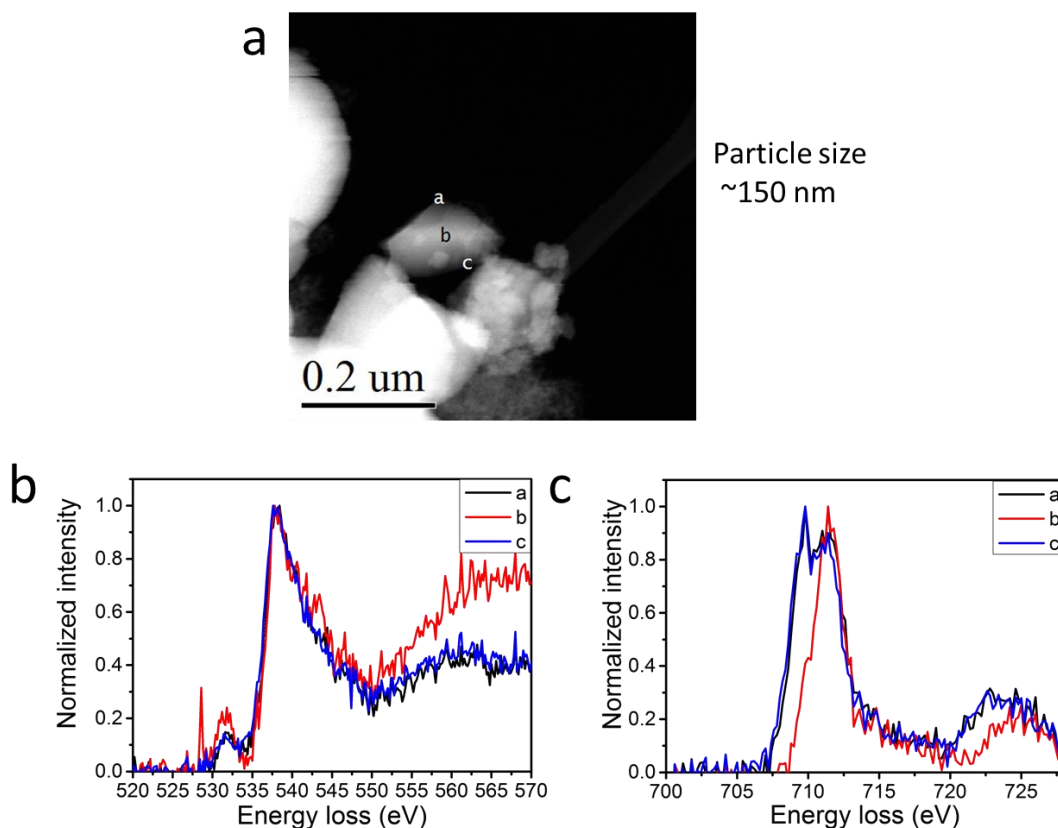 a
Particle size
~150 nm
a
b
c
0.2 um
b
Normalized intensity
1.0
0.8
0.6
0.4
0.2
0.0
a
b
c
520 525 530 535 540 545 550 555 560 565 570
Energy loss (eV)
c
Normalized intensity
1.0
0.8
0.6
0.4
0.2
0.0
a
b
c
700 705 710 715 720 725
Energy loss (eV)